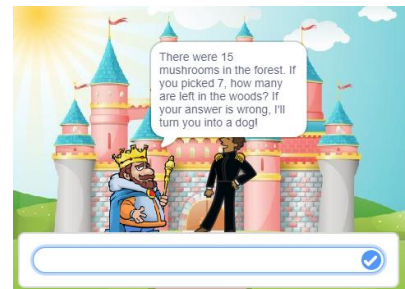 There were 15
mushrooms in the forest. If
you picked 7, how many
are left in the woods? If
your answer is wrong, I'll
turn you into a dog!